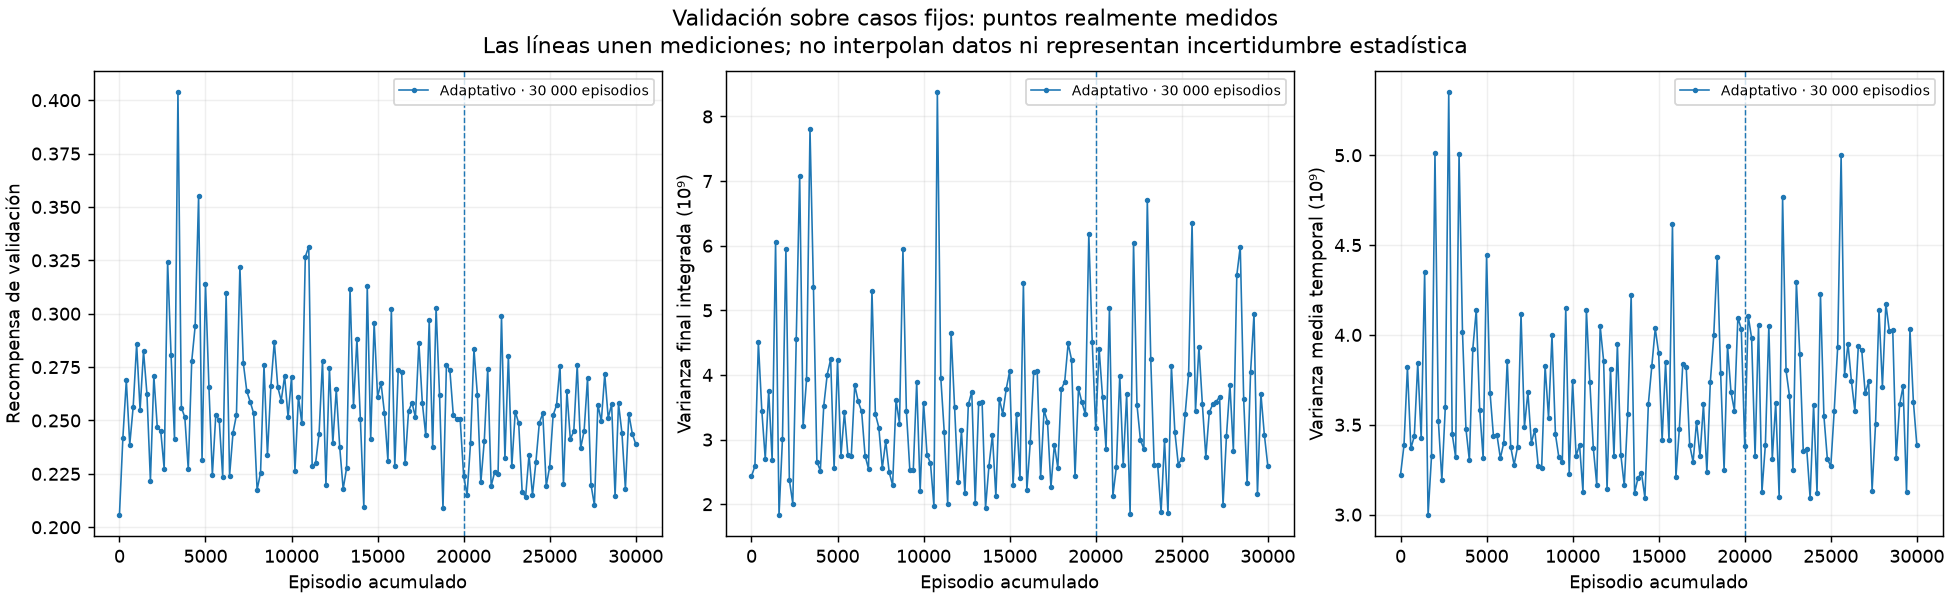 Validación sobre casos fijos: puntos realmente medidos
Las líneas unen mediciones; no interpolan datos ni representan incertidumbre estadística
Recompensa de validación
0.400
0.375
0.350
0.325
0.300
0.275
0.250
0.225
0.200
Adaptativo · 30 000 episodios
0 5000 10000 15000 20000 25000 30000
Episodio acumulado
Varianza final integrada (10⁹)
8
7
6
5
4
3
2
Adaptativo · 30 000 episodios
0 5000 10000 15000 20000 25000 30000
Episodio acumulado
Varianza media temporal (10⁹)
5.0
4.5
4.0
3.5
3.0
Adaptativo · 30 000 episodios
0 5000 10000 15000 20000 25000 30000
Episodio acumulado